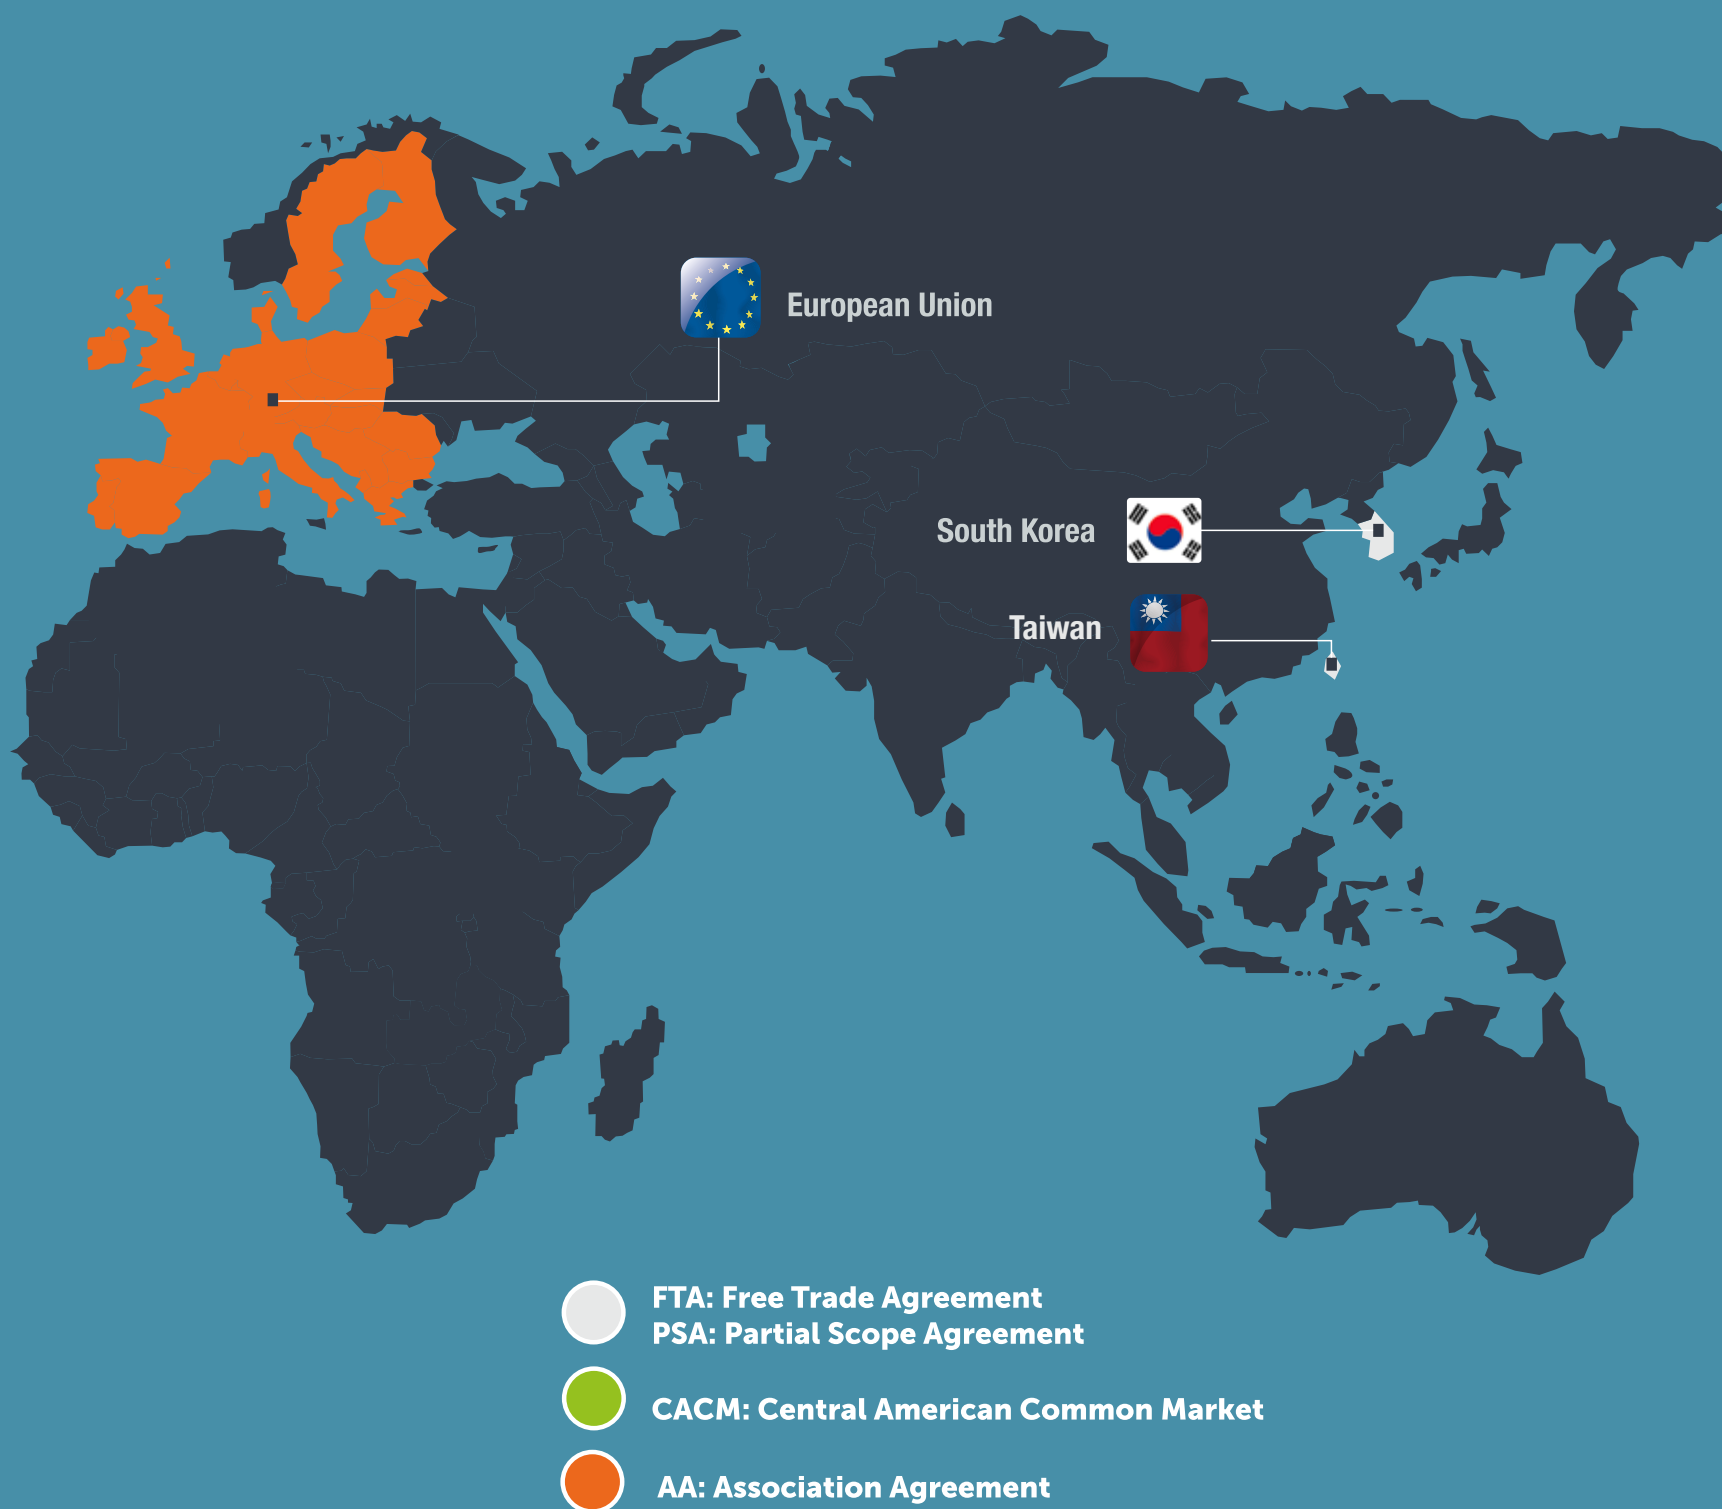 European Union
South Korea
Taiwan
FTA: Free Trade Agreement
PSA: Partial Scope Agreement
CACM: Central American Common Market
AA: Association Agreement